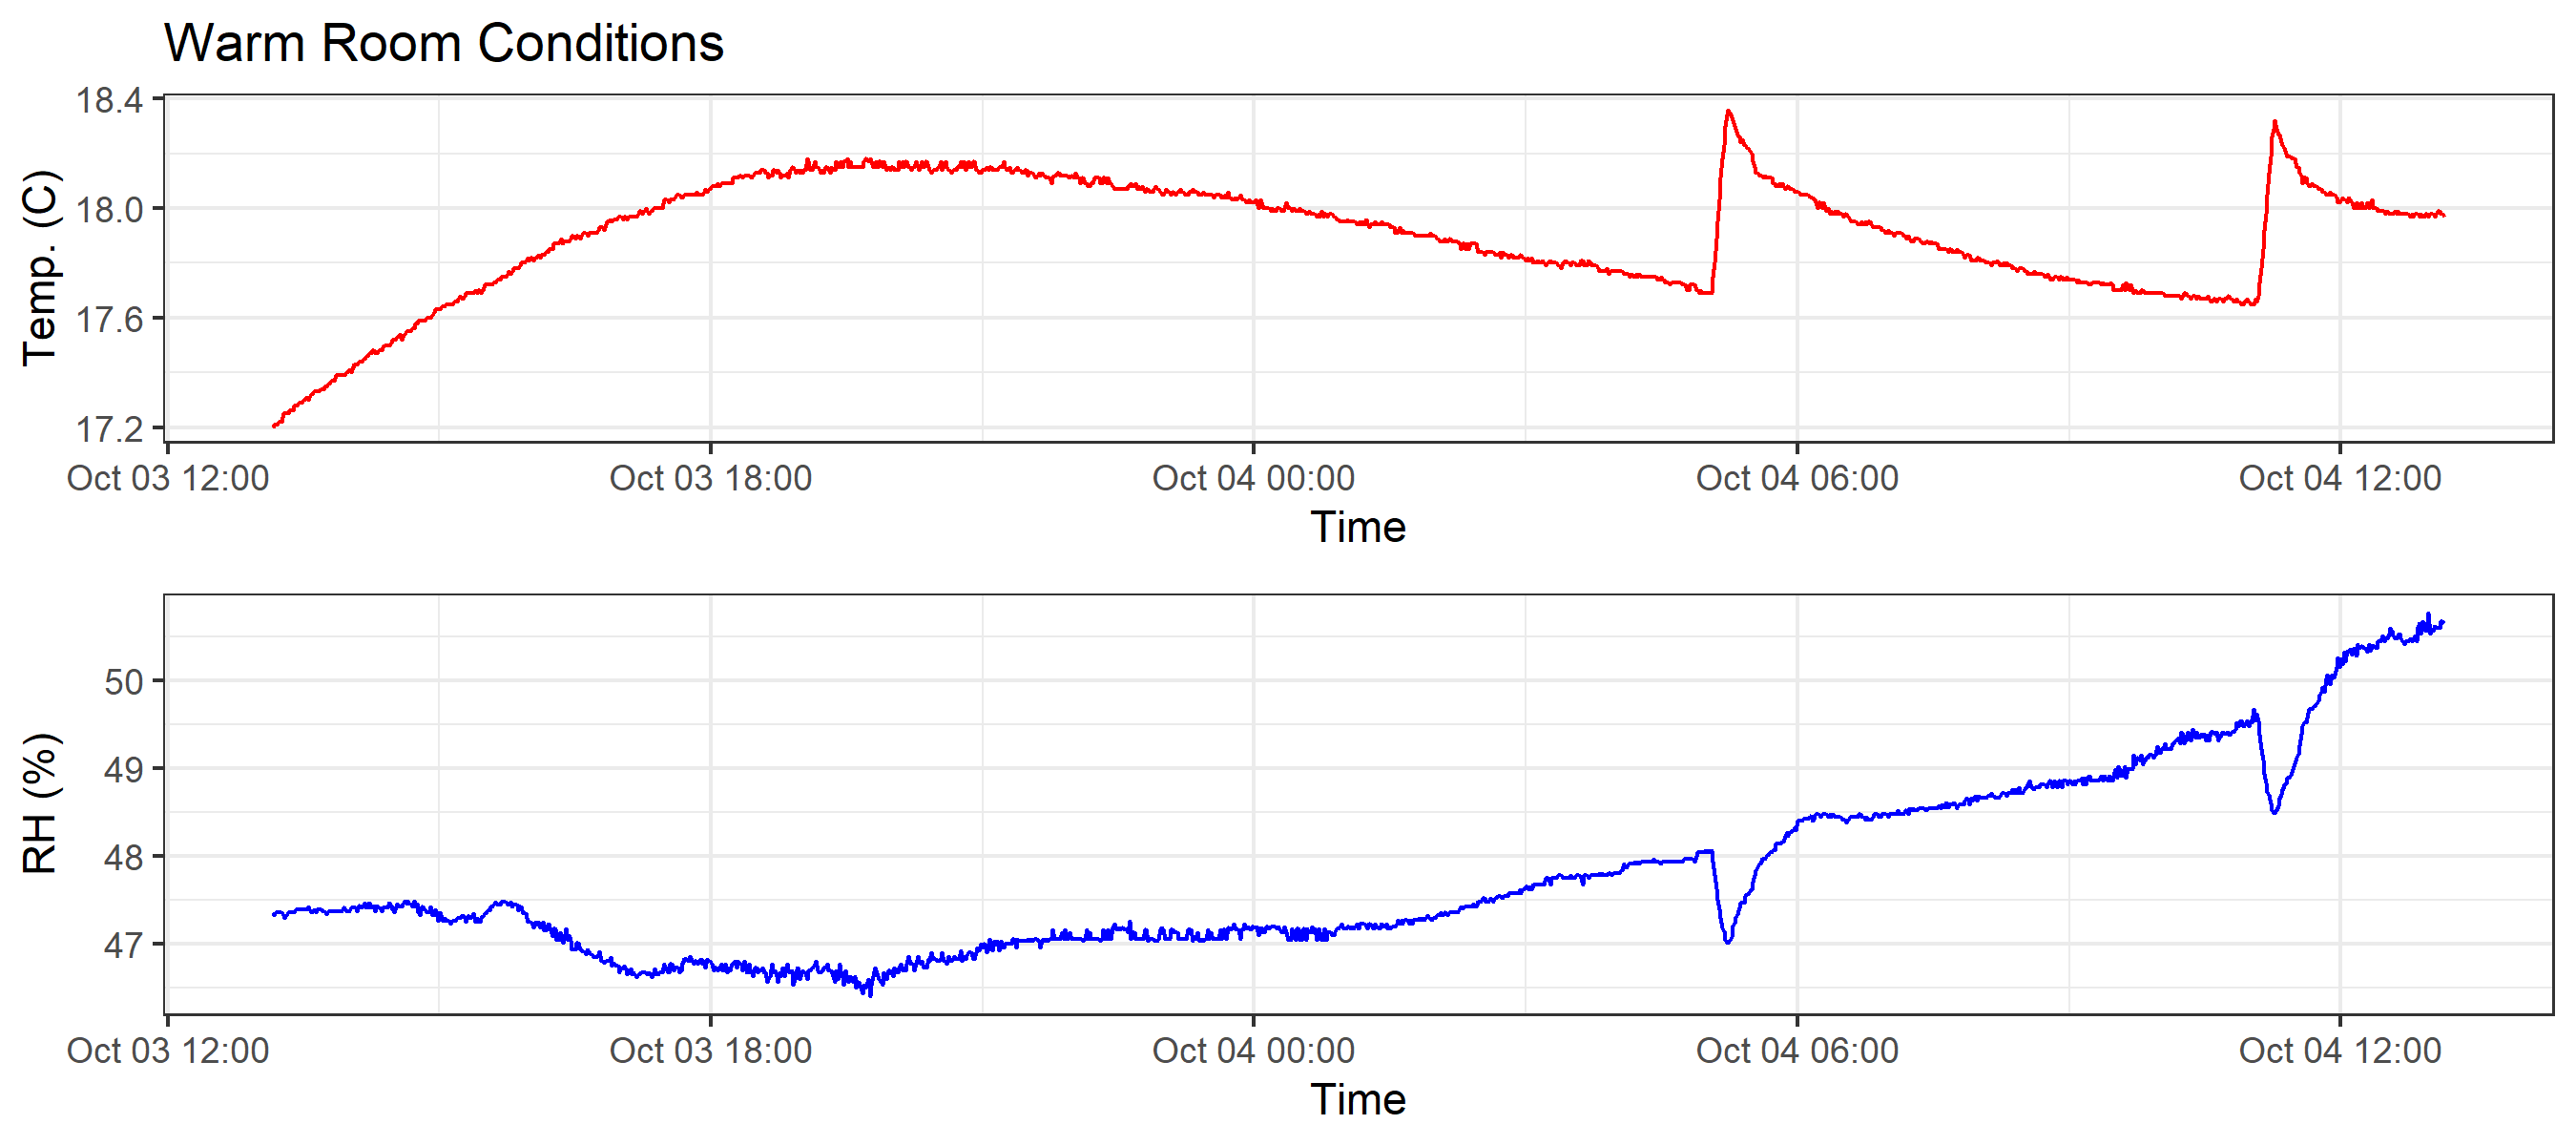 Warm Room Conditions
Temp. (C)
18.4
18.0
17.6
17.2
Oct 03 12:00 Oct 03 18:00 Oct 04 00:00 Oct 04 06:00 Oct 04 12:00
Time
RH (%)
50
49
48
47
Oct 03 12:00 Oct 03 18:00 Oct 04 00:00 Oct 04 06:00 Oct 04 12:00
Time